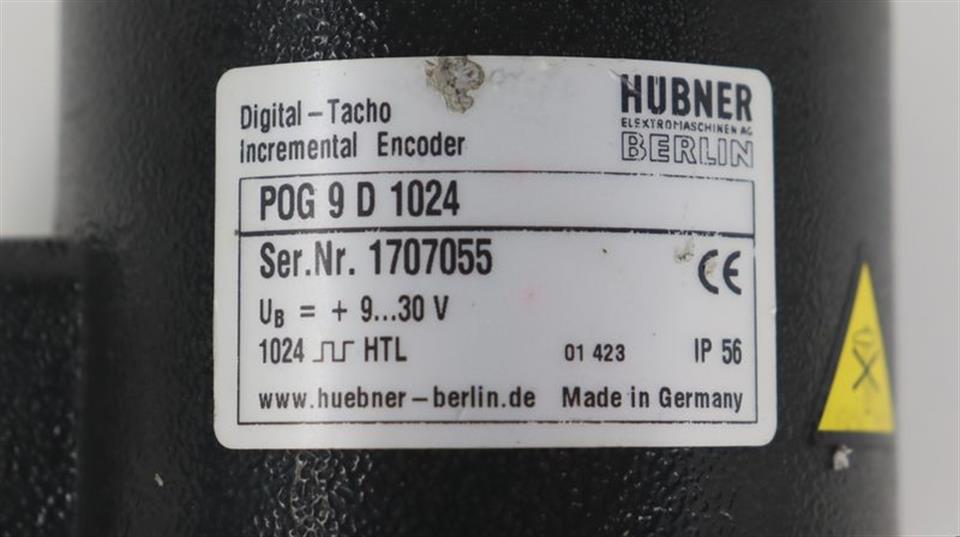 Digital – Tacho
Incremental Encoder
HÜBNER
ELEKTROMASCHINEN AG
BERLIN
POG 9 D 1024
Ser.Nr. 1707055
CE
UB = + 9...30 V
1024 HTL 01 423 IP 56
www.huebner–berlin.de Made in Germany